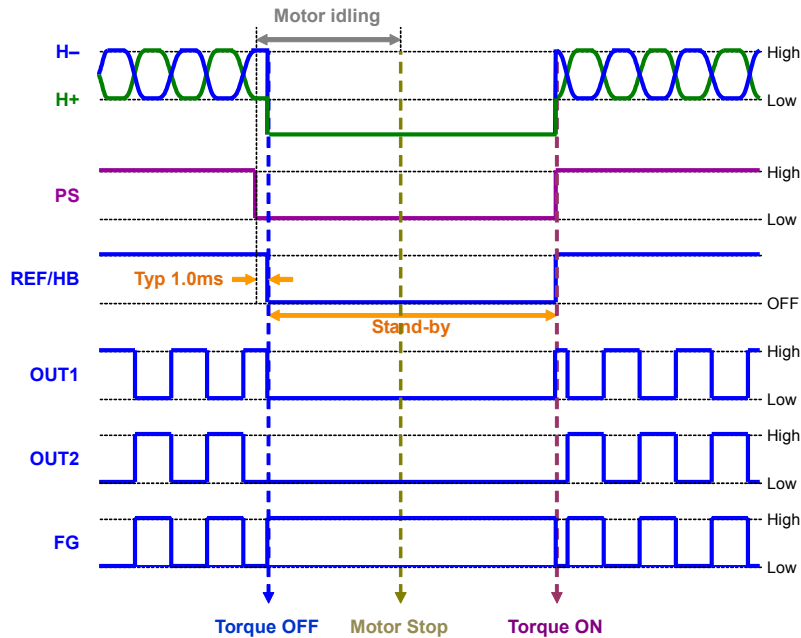 Motor idling
H–
High
H+
Low
PS
High
Low
REF/HB
Typ 1.0ms
OFF
Stand-by
OUT1
High
Low
OUT2
High
Low
FG
High
Low
Torque OFF
Motor Stop
Torque ON